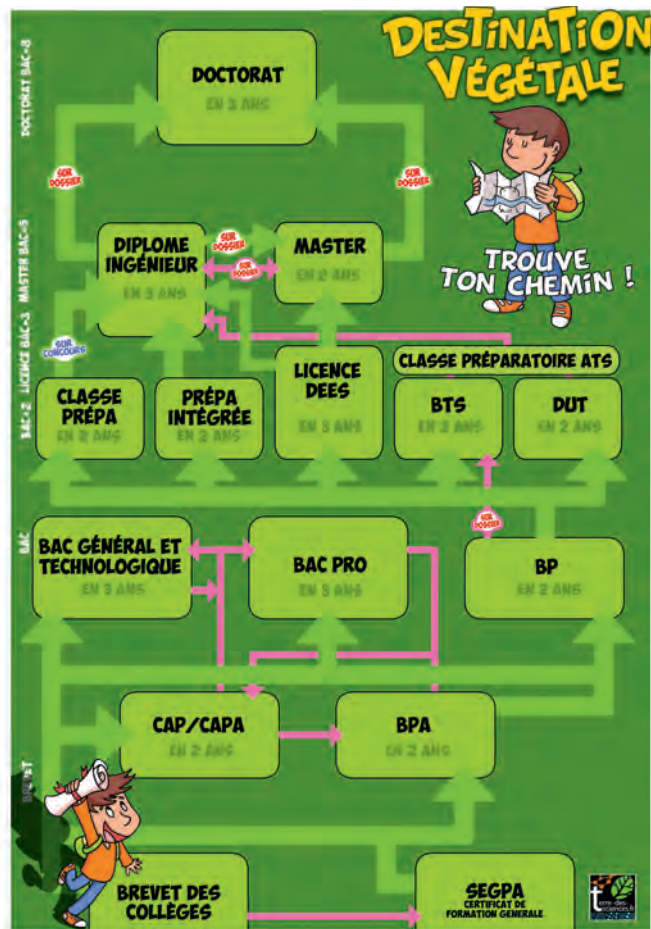 DESTINATION
VÉGÉTALE
TROUVE
TON CHEMIN !
DOCTORAT BAC+8
MASTER BAC+5
LICENCE BAC+3
BAC+2
BAC
DOCTORAT
EN 3 ANS
SUR
DOSSIER
SUR
DOSSIER
DIPLOME
INGÉNIEUR
EN 3 ANS
SUR
DOSSIER
SUR
DOSSIER
MASTER
EN 2 ANS
SUR
CONCOURS
CLASSE
PRÉPA
EN 2 ANS
PRÉPA
INTÉGRÉE
EN 2 ANS
LICENCE
DEES
EN 3 ANS
CLASSE PRÉPARATOIRE ATS
BTS
EN 2 ANS
DUT
EN 2 ANS
SUR
DOSSIER
BAC GÉNÉRAL ET
TECHNOLOGIQUE
EN 3 ANS
BAC PRO
EN 3 ANS
BP
EN 2 ANS
CAP/CAPA
EN 2 ANS
BPA
EN 2 ANS
BREVET DES
COLLÈGES
SEGPA
CERTIFICAT DE
FORMATION GENERALE
terre-des-
sciences.fr